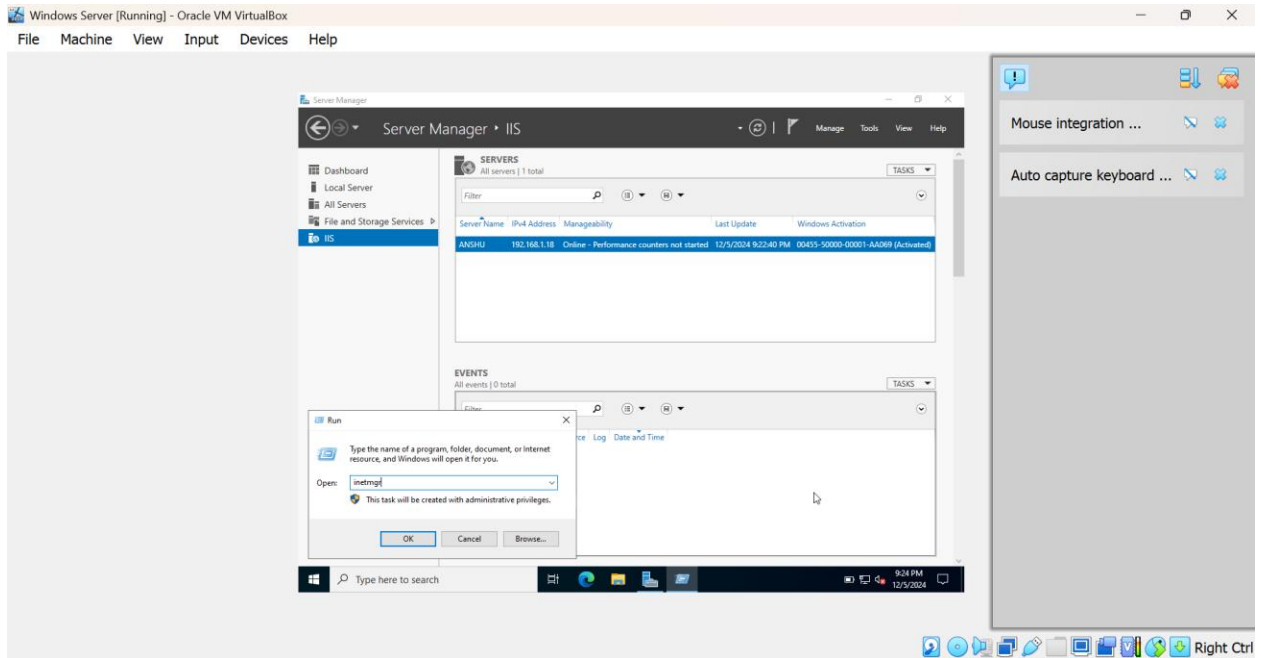 Windows Server [Running] - Oracle VM VirtualBox
File Machine View Input Devices Help
Server Manager
Server Manager ‣ IIS
Manage Tools View Help
Dashboard
Local Server
All Servers
File and Storage Services
IIS
SERVERS
All servers | 1 total
TASKS
Filter
Server Name IPv4 Address Manageability Last Update Windows Activation
ANSHU 192.168.1.18 Online - Performance counters not started 12/5/2024 9:22:40 PM 00455-50000-00001-AA069 (Activated)
EVENTS
All events | 0 total
TASKS
Filter
Log Date and Time
Run
Type the name of a program, folder, document, or Internet
resource, and Windows will open it for you.
Open: inetmgr
This task will be created with administrative privileges.
OK Cancel Browse...
Type here to search
9:24 PM
12/5/2024
Mouse integration ...
Auto capture keyboard ...
Right Ctrl